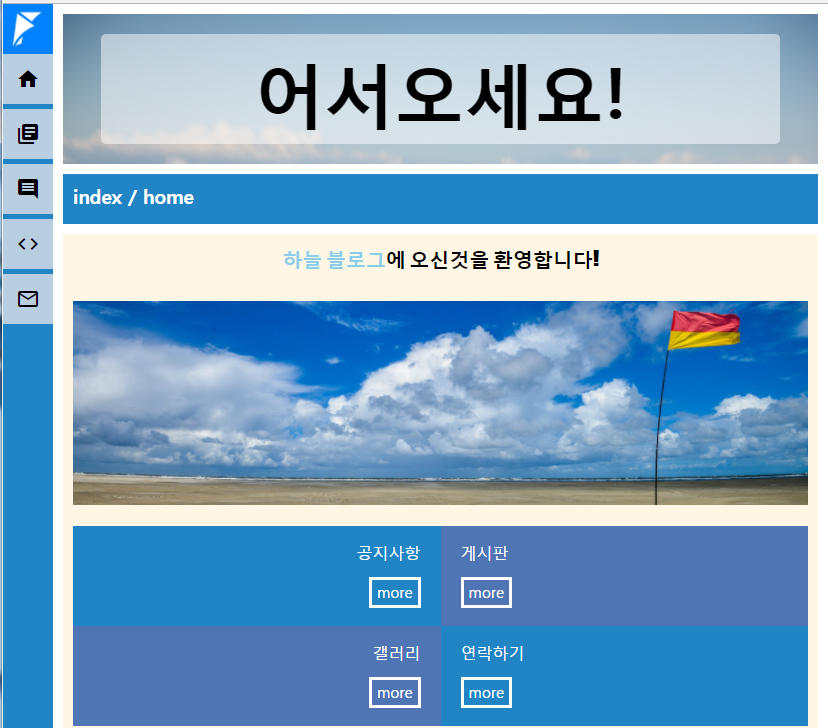 어서오세요!
index / home
하늘 블로그에 오신것을 환영합니다!
공지사항
more
게시판
more
갤러리
more
연락하기
more